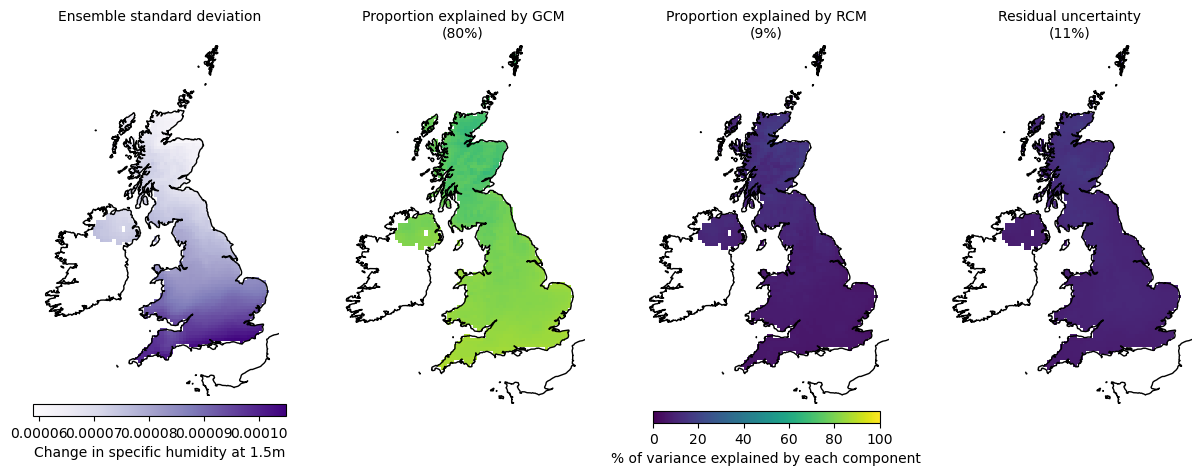 Ensemble standard deviation
Proportion explained by GCM
(80%)
Proportion explained by RCM
(9%)
Residual uncertainty
(11%)
0.00006 0.00007 0.00008 0.00009 0.00010
Change in specific humidity at 1.5m
0 20 40 60 80 100
% of variance explained by each component